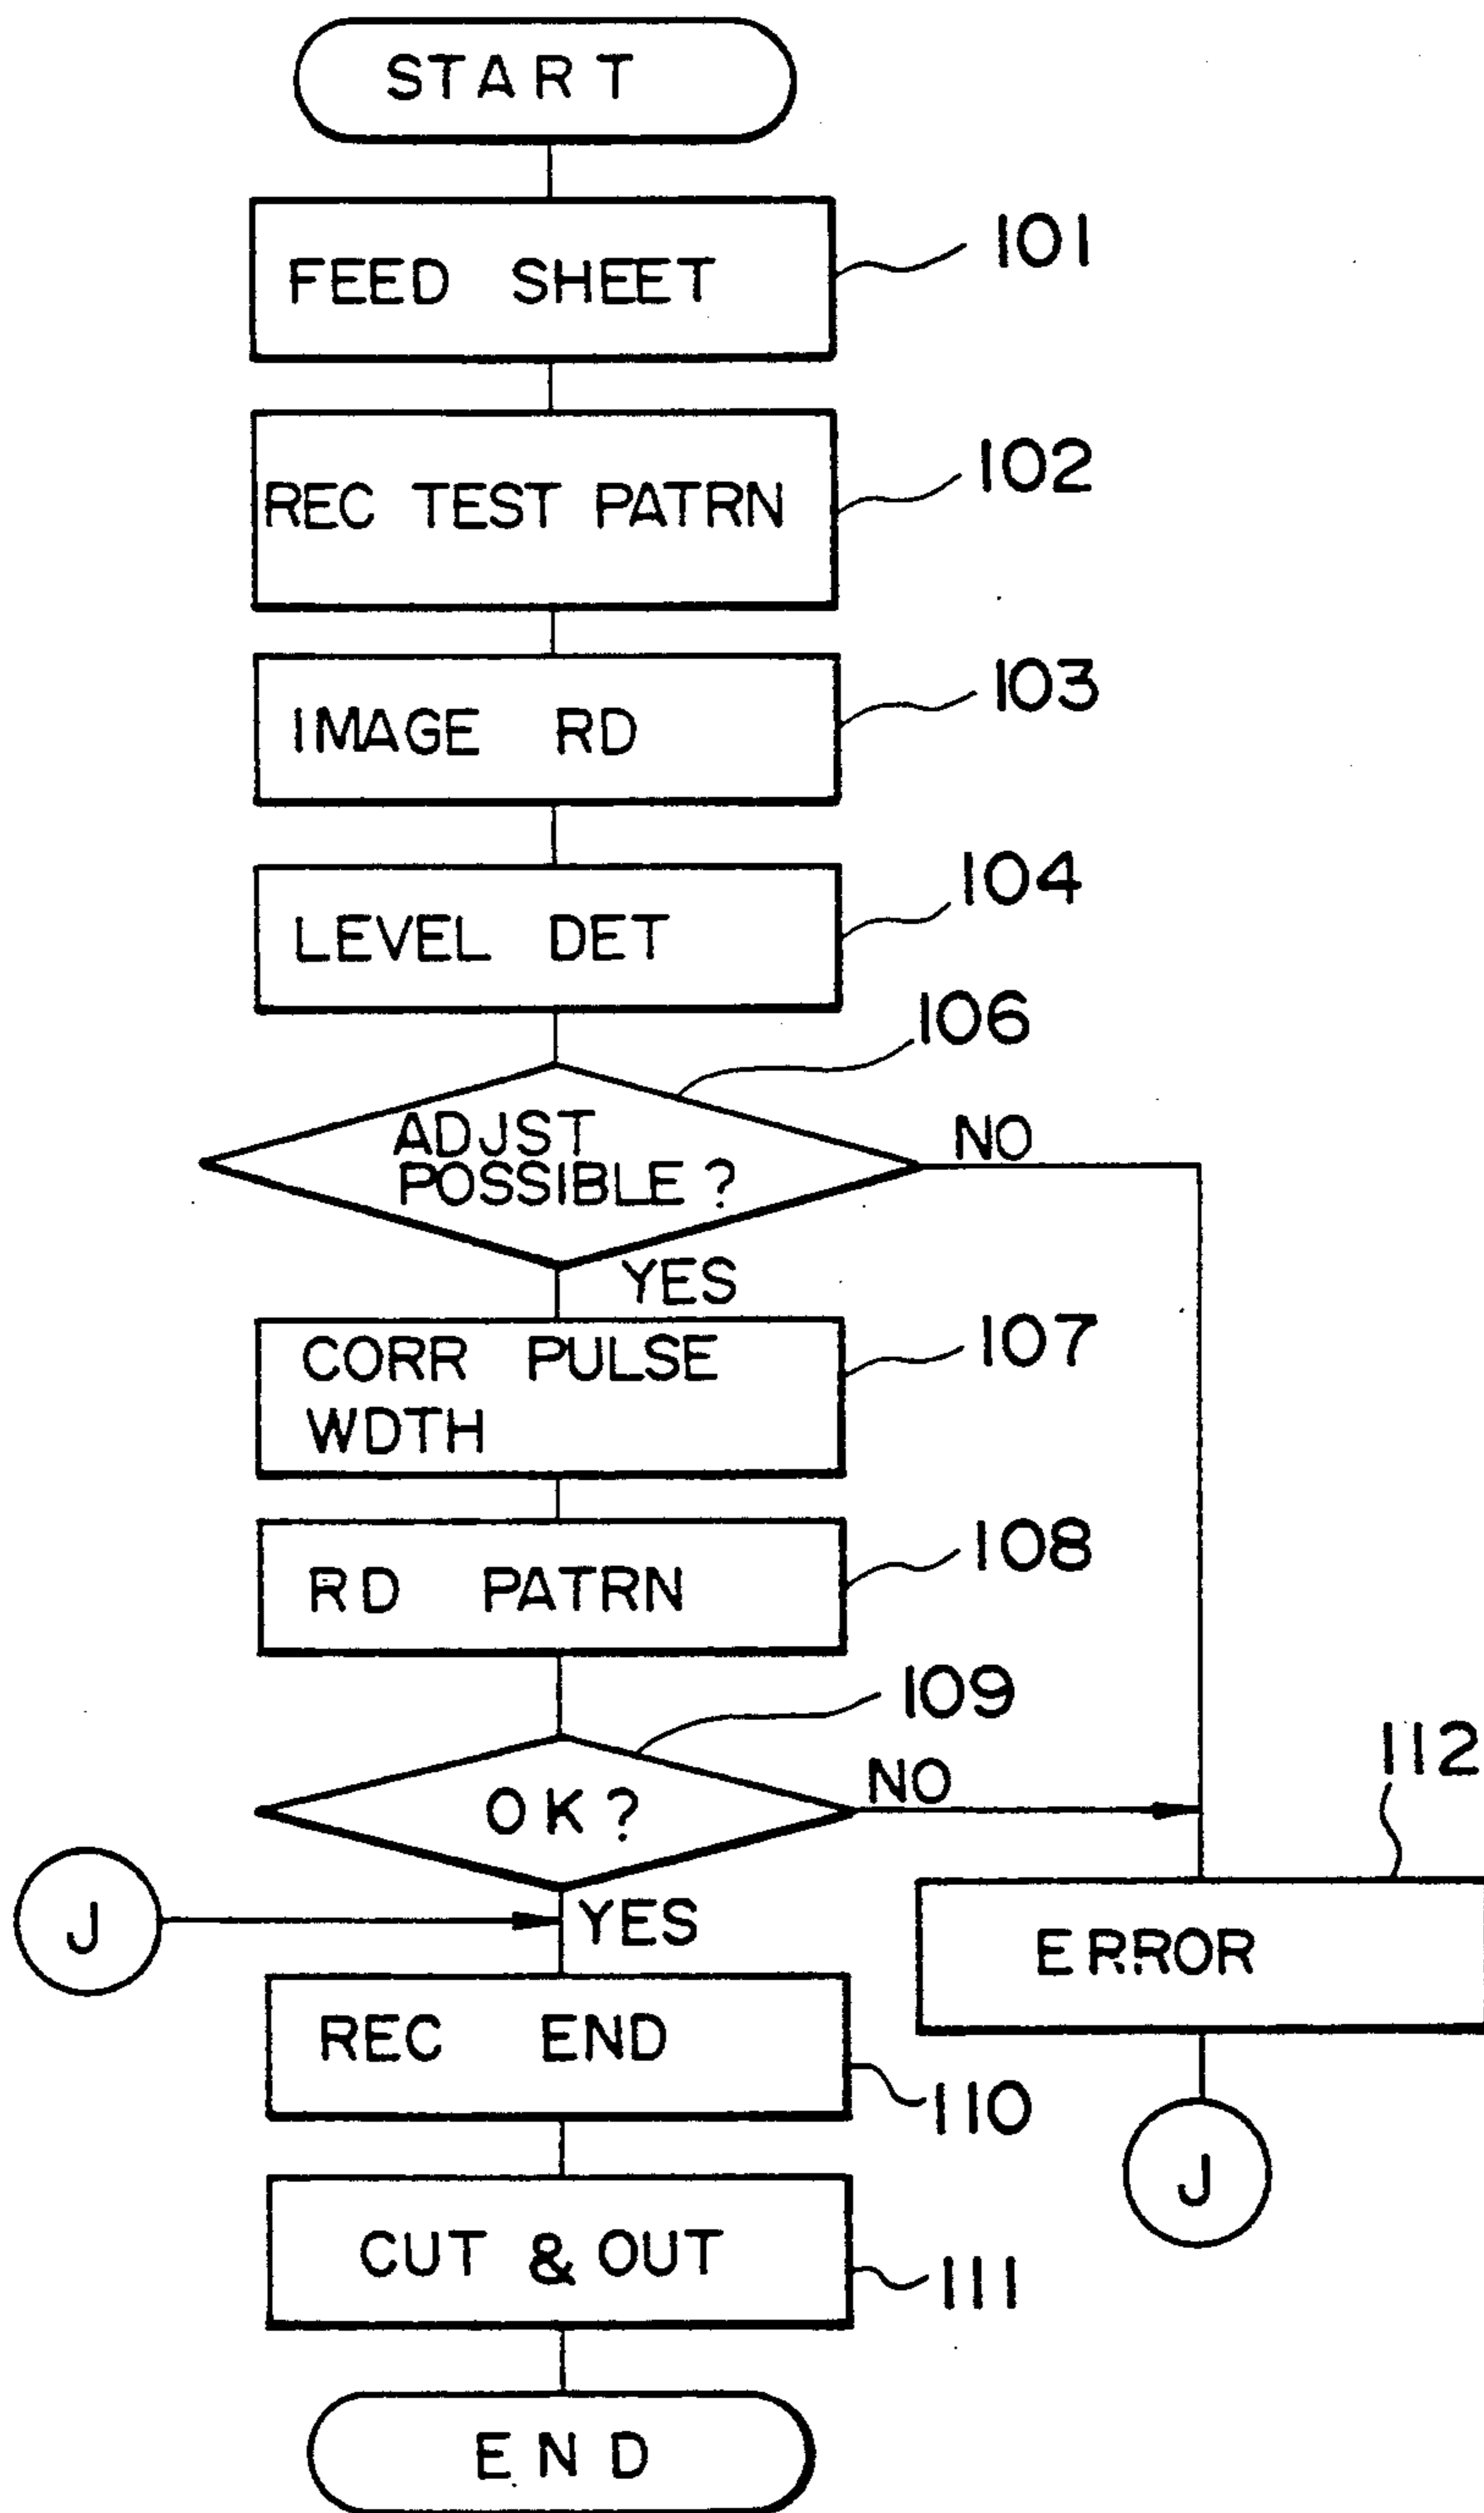 START
FEED SHEET
101
REC TEST PATRN
102
IMAGE RD
103
LEVEL DET
104
106
ADJST
POSSIBLE?
NO
YES
CORR PULSE
WDTH
107
RD PATRN
108
109
OK?
NO
112
J
YES
ERROR
REC END
110
J
CUT & OUT
111
END